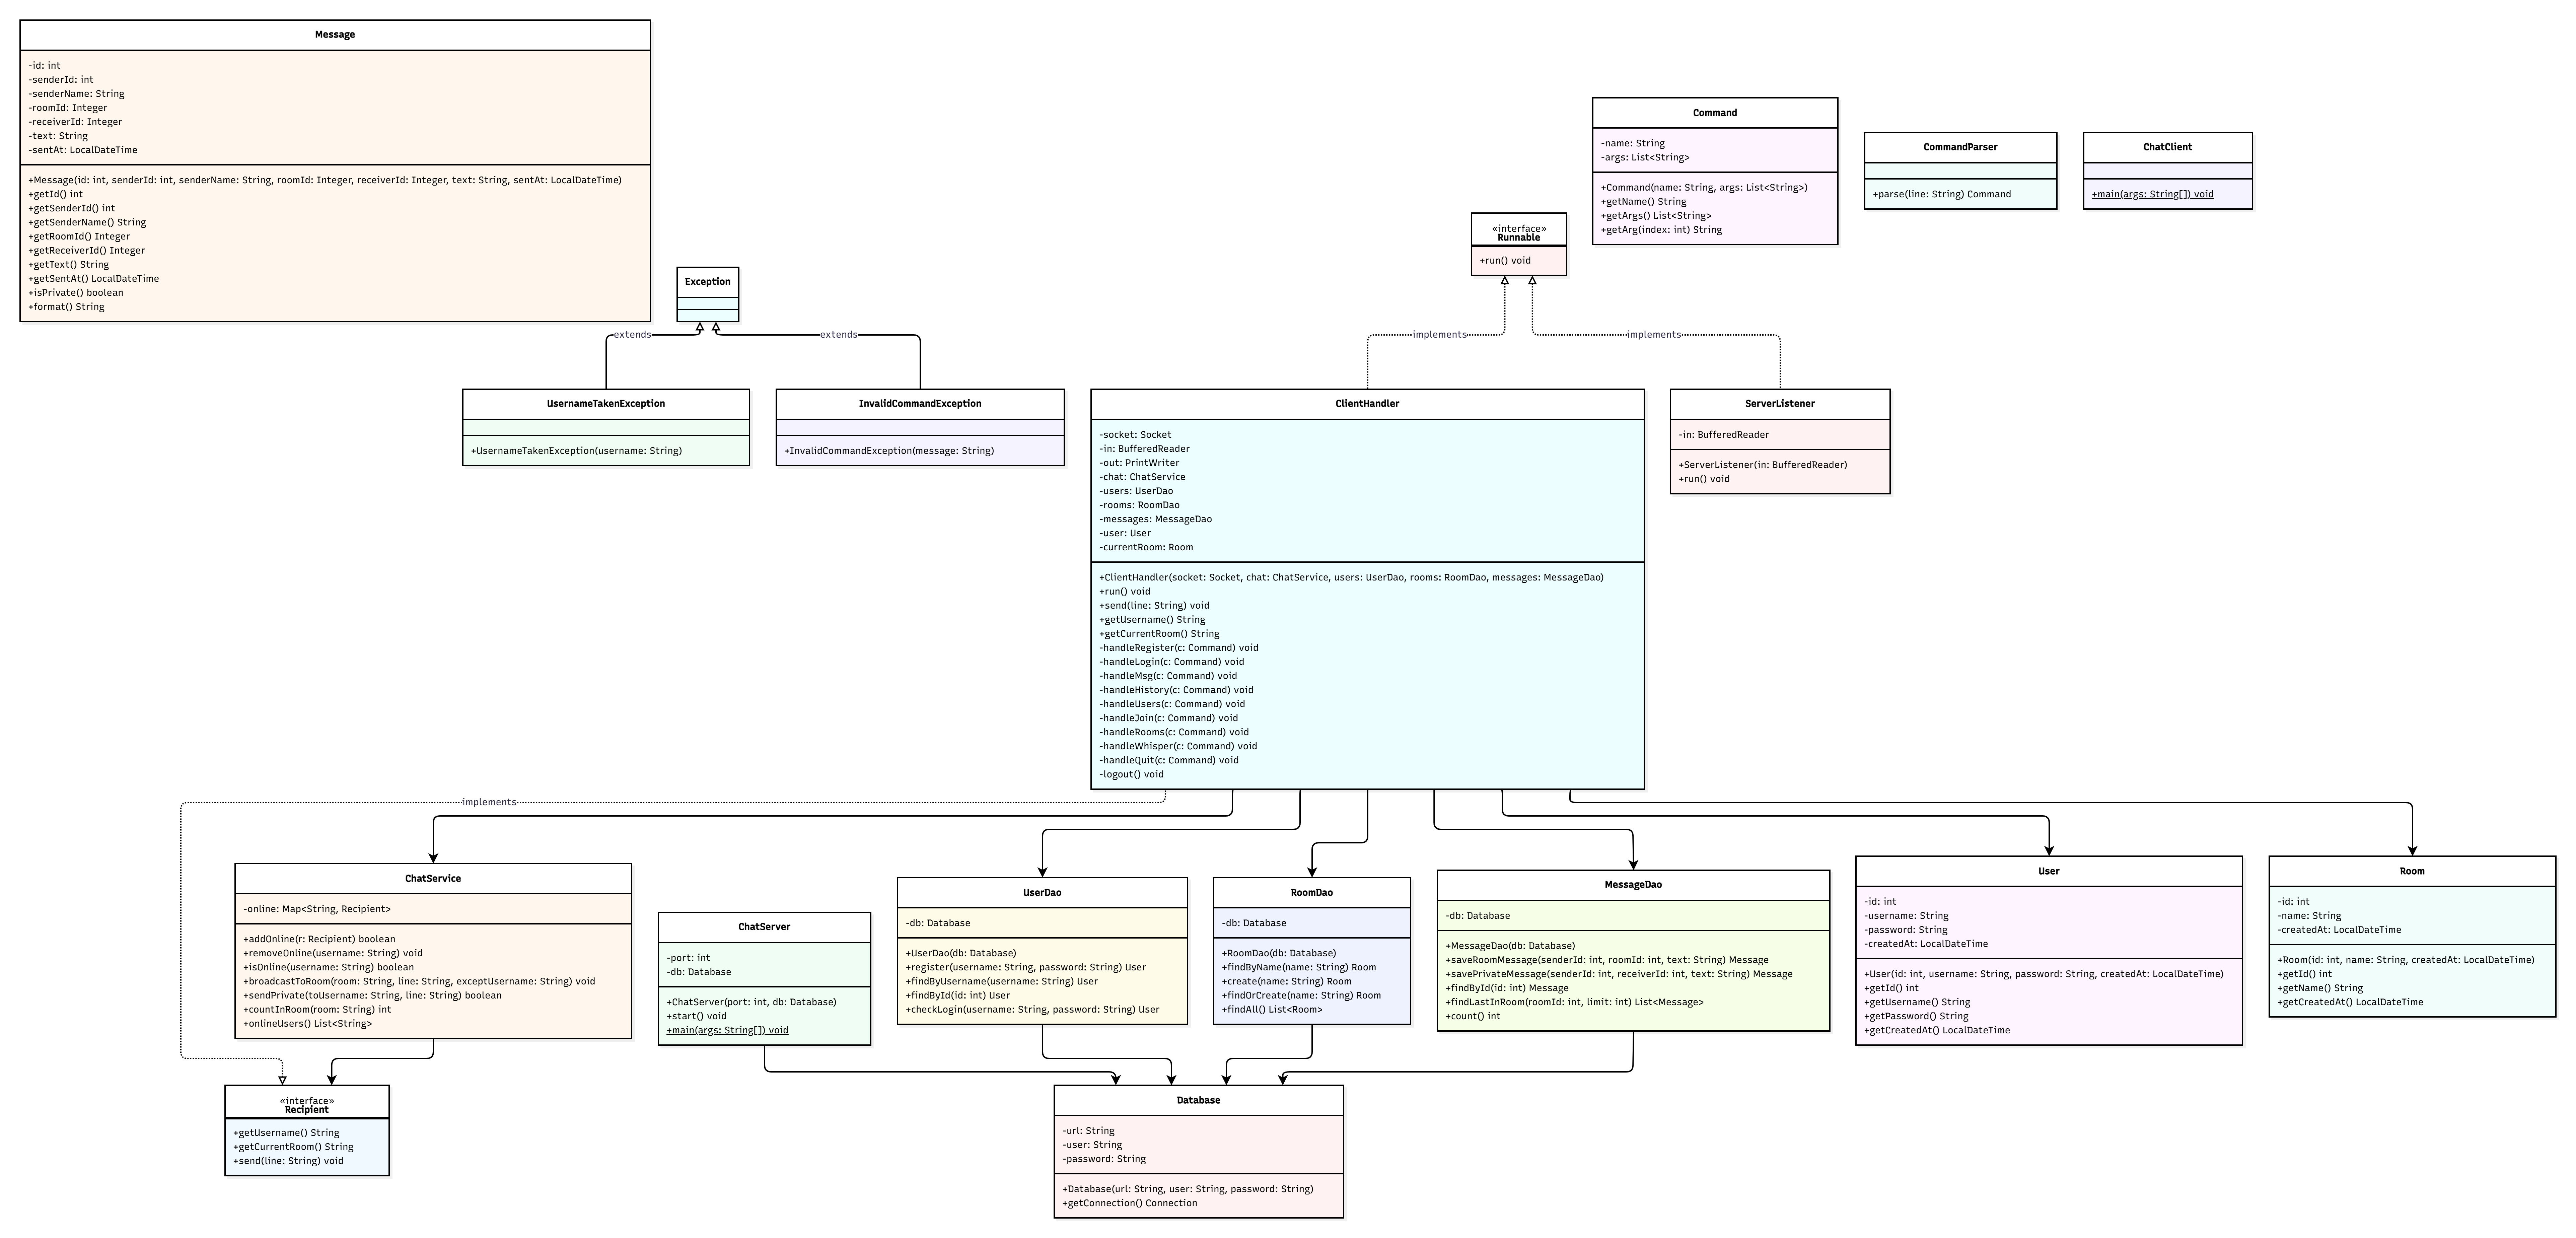 Message
-id: int
-senderId: int
-senderName: String
-roomId: Integer
-receiverId: Integer
-text: String
-sentAt: LocalDateTime
+Message(id: int, senderId: int, senderName: String, roomId: Integer, receiverId: Integer, text: String, sentAt: LocalDateTime)
+getId() int
+getSenderId() int
+getSenderName() String
+getRoomId() Integer
+getReceiverId() Integer
+getText() String
+getSentAt() LocalDateTime
+isPrivate() boolean
+format() String
Exception
«interface»
Runnable
+run() void
Command
-name: String
-args: List<String>
+Command(name: String, args: List<String>)
+getName() String
+getArgs() List<String>
+getArg(index: int) String
CommandParser
+parse(line: String) Command
ChatClient
+main(args: String[]) void
extends
extends
implements
implements
UsernameTakenException
+UsernameTakenException(username: String)
InvalidCommandException
+InvalidCommandException(message: String)
ClientHandler
-socket: Socket
-in: BufferedReader
-out: PrintWriter
-chat: ChatService
-users: UserDao
-rooms: RoomDao
-messages: MessageDao
-user: User
-currentRoom: Room
+ClientHandler(socket: Socket, chat: ChatService, users: UserDao, rooms: RoomDao, messages: MessageDao)
+run() void
+send(line: String) void
+getUsername() String
+getCurrentRoom() String
-handleRegister(c: Command) void
-handleLogin(c: Command) void
-handleMsg(c: Command) void
-handleHistory(c: Command) void
-handleUsers(c: Command) void
-handleJoin(c: Command) void
-handleRooms(c: Command) void
-handleWhisper(c: Command) void
-handleQuit(c: Command) void
-logout() void
ServerListener
-in: BufferedReader
+ServerListener(in: BufferedReader)
+run() void
implements
ChatService
-online: Map<String, Recipient>
+addOnline(r: Recipient) boolean
+removeOnline(username: String) void
+isOnline(username: String) boolean
+broadcastToRoom(room: String, line: String, exceptUsername: String) void
+sendPrivate(toUsername: String, line: String) boolean
+countInRoom(room: String) int
+onlineUsers() List<String>
ChatServer
-port: int
-db: Database
+ChatServer(port: int, db: Database)
+start() void
+main(args: String[]) void
UserDao
-db: Database
+UserDao(db: Database)
+register(username: String, password: String) User
+findByUsername(username: String) User
+findById(id: int) User
+checkLogin(username: String, password: String) User
RoomDao
-db: Database
+RoomDao(db: Database)
+findByName(name: String) Room
+create(name: String) Room
+findOrCreate(name: String) Room
+findAll() List<Room>
MessageDao
-db: Database
+MessageDao(db: Database)
+saveRoomMessage(senderId: int, roomId: int, text: String) Message
+savePrivateMessage(senderId: int, receiverId: int, text: String) Message
+findById(id: int) Message
+findLastInRoom(roomId: int, limit: int) List<Message>
+count() int
User
-id: int
-username: String
-password: String
-createdAt: LocalDateTime
+User(id: int, username: String, password: String, createdAt: LocalDateTime)
+getId() int
+getUsername() String
+getPassword() String
+getCreatedAt() LocalDateTime
Room
-id: int
-name: String
-createdAt: LocalDateTime
+Room(id: int, name: String, createdAt: LocalDateTime)
+getId() int
+getName() String
+getCreatedAt() LocalDateTime
«interface»
Recipient
+getUsername() String
+getCurrentRoom() String
+send(line: String) void
Database
-url: String
-user: String
-password: String
+Database(url: String, user: String, password: String)
+getConnection() Connection